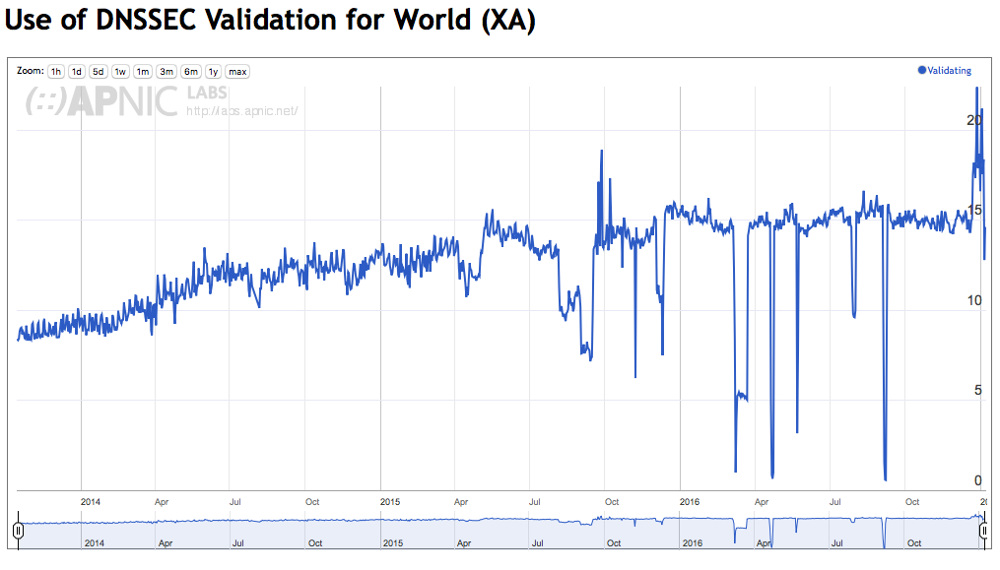 Use of DNSSEC Validation for World (XA)
Zoom: 1h 1d 5d 1w 1m 3m 6m 1y max
Validating
(::)APNIC LABS
http://labs.apnic.net/
20
15
10
5
0
2014 Apr Jul Oct 2015 Apr Jul Oct 2016 Apr Jul Oct 20
2014 Apr Jul Oct 2015 Apr Jul Oct 2016 Apr Jul Oct